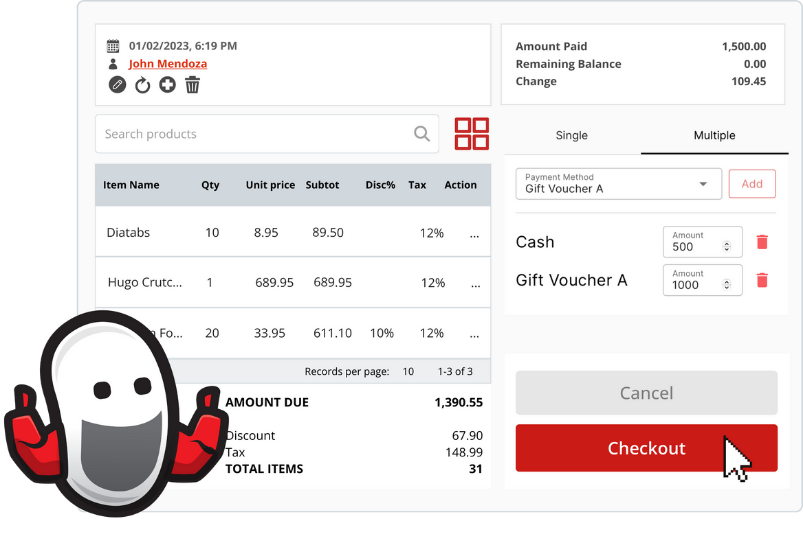 01/02/2023, 6:19 PM
John Mendoza
Search products
Item Name Qty Unit price Subtot Disc% Tax Action
Diatabs 10 8.95 89.50 12% ...
Hugo Crutc... 1 689.95 689.95 12% ...
Fo... 20 33.95 611.10 10% 12% ...
Records per page: 10 1-3 of 3
AMOUNT DUE 1,390.55
Discount 67.90
Tax 148.99
TOTAL ITEMS 31
Amount Paid 1,500.00
Remaining Balance 0.00
Change 109.45
Single Multiple
Payment Method
Gift Voucher A
Add
Cash
Amount
500
Gift Voucher A
Amount
1000
Cancel
Checkout